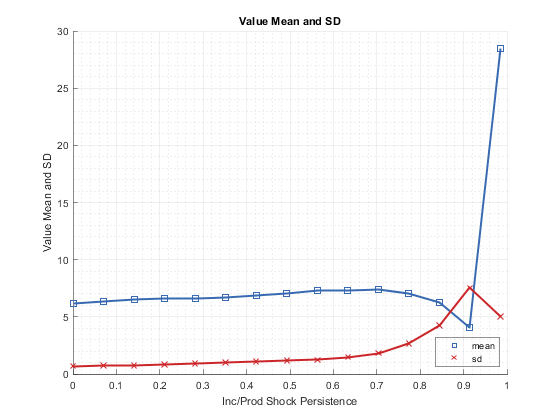 Value Mean and SD
30
25
20
15
10
5
0
Value Mean and SD
0 0.1 0.2 0.3 0.4 0.5 0.6 0.7 0.8 0.9 1
Inc/Prod Shock Persistence
mean
sd